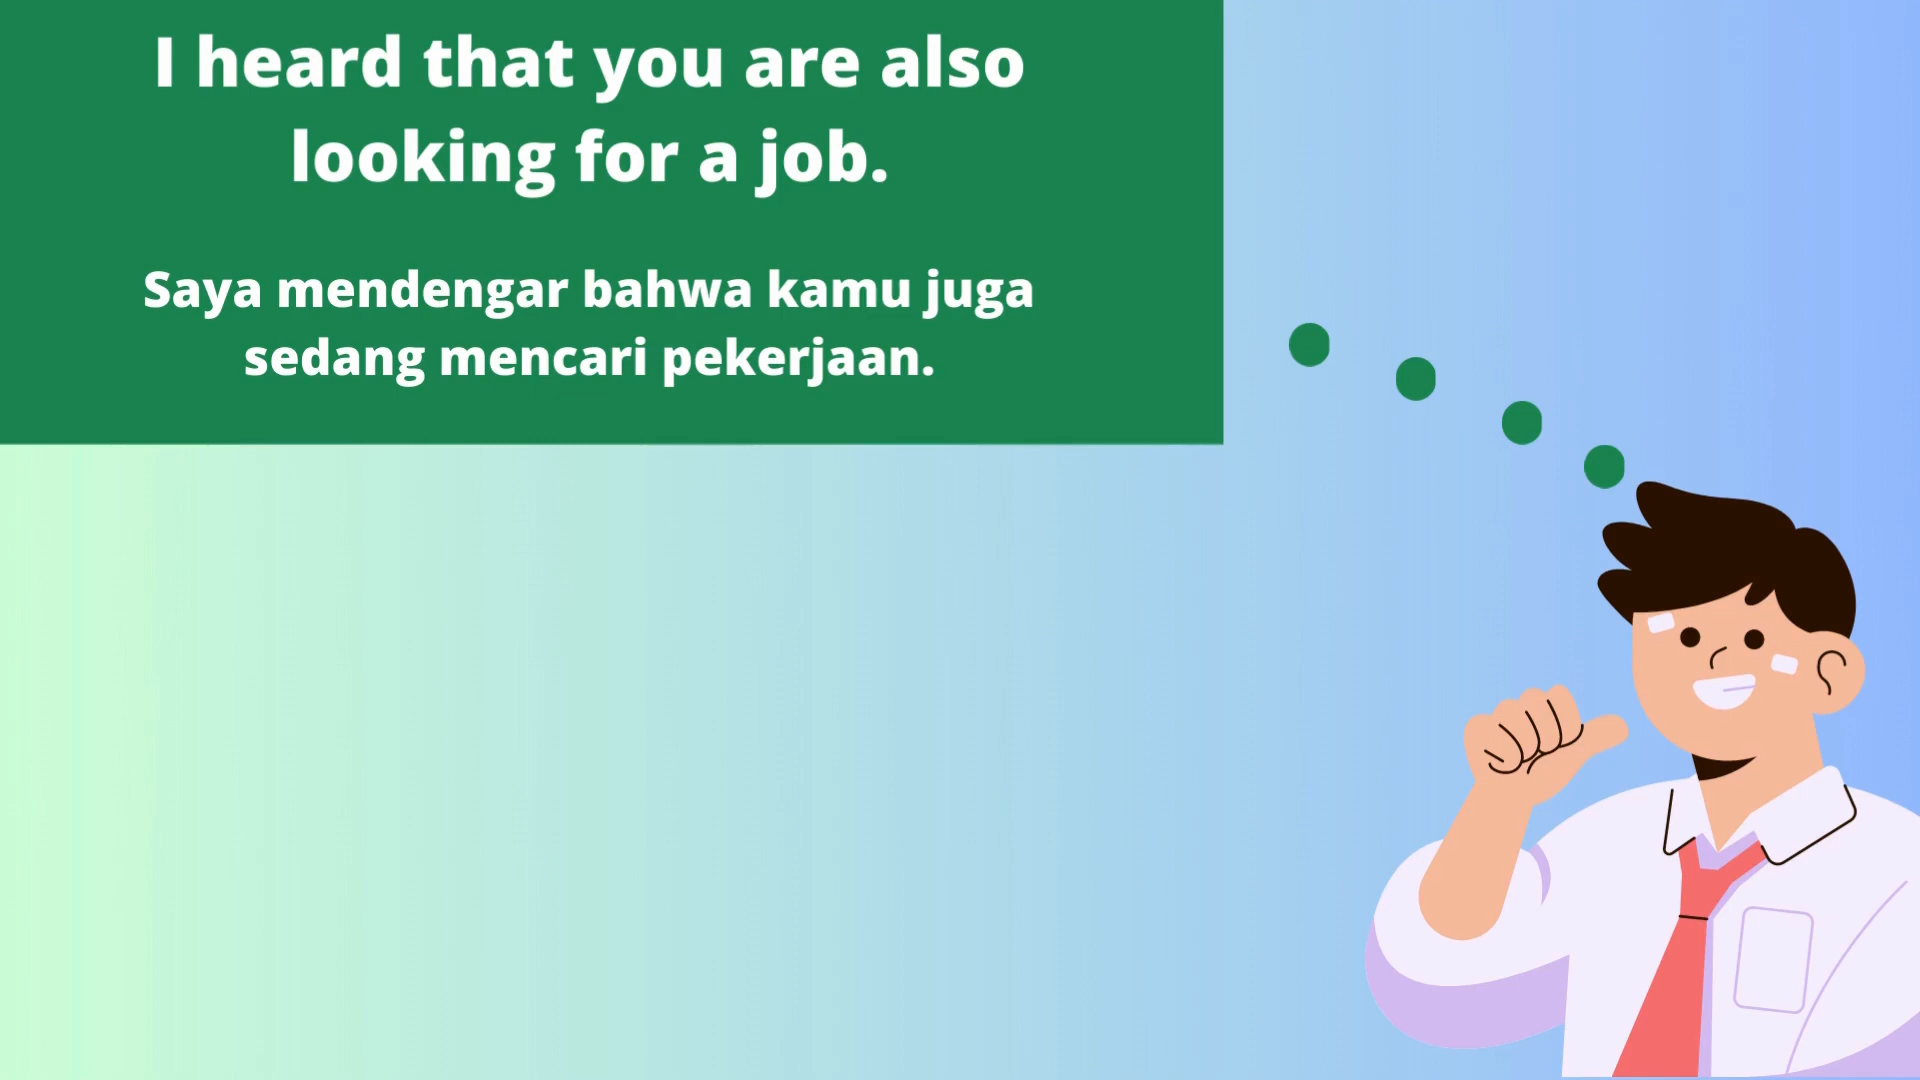 I heard that you are also
looking for a job.
Saya mendengar bahwa kamu juga
sedang mencari pekerjaan.